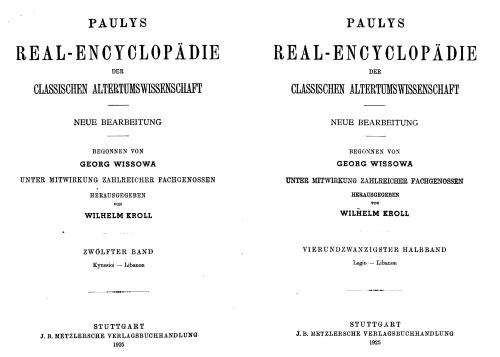 PAULYS
REAL-ENCYCLOPÄDIE
DER
CLASSISCHEN ALTERTUMSWISSENSCHAFT
NEUE BEARBEITUNG
BEGONNEN VON
GEORG WISSOWA
UNTER MITWIRKUNG ZAHLREICHER FACHGENOSSEN
HERAUSGEGEBEN
VON
WILHELM KROLL
ZWÖLFTER BAND
Kynesioi — Libanon
STUTTGART
J. B. METZLERSCHE VERLAGSBUCHHANDLUNG
1925
PAULYS
REAL-ENCYCLOPÄDIE
DER
CLASSISCHEN ALTERTUMSWISSENSCHAFT
NEUE BEARBEITUNG
BEGONNEN VON
GEORG WISSOWA
UNTER MITWIRKUNG ZAHLREICHER FACHGENOSSEN
HERAUSGEGEBEN
VON
WILHELM KROLL
VIERUNDZWANZIGSTER HALBBAND
Legio — Libanon
STUTTGART
J. B. METZLERSCHE VERLAGSBUCHHANDLUNG
1925